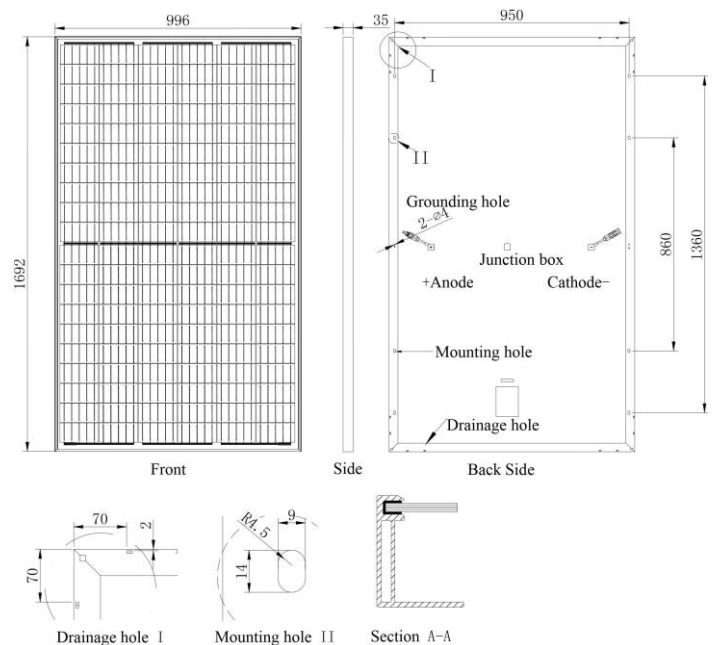 996
35
950
I
II
Grounding hole
2-ø4
Junction box
+Anode
Cathode-
860
1360
1692
Mounting hole
Drainage hole
Front
Side
Back Side
70
2
70
R4.5
9
14
Drainage hole I
Mounting hole II
Section A-A